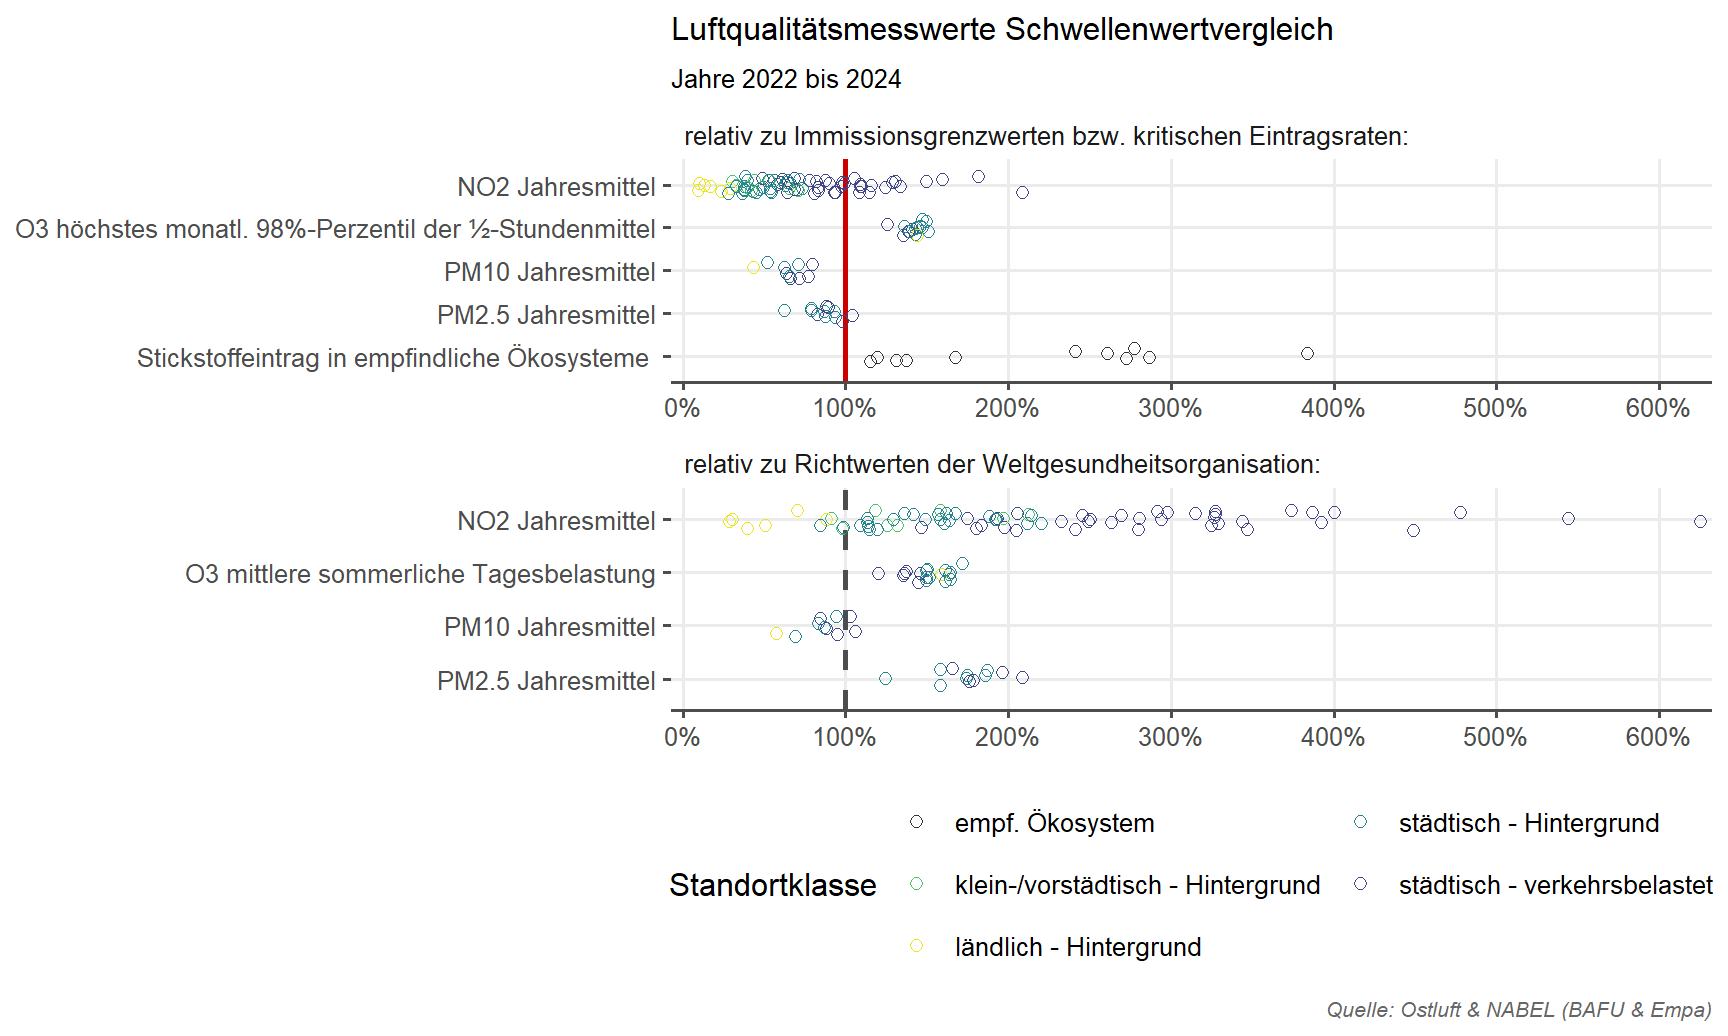 Luftqualitätsmesswerte Schwellenwertvergleich
Jahre 2022 bis 2024
relativ zu Immissionsgrenzwerten bzw. kritischen Eintragsraten:
NO2 Jahresmittel
O3 höchstes monatl. 98%-Perzentil der ½-Stundenmittel
PM10 Jahresmittel
PM2.5 Jahresmittel
Stickstoffeintrag in empfindliche Ökosysteme
0% 100% 200% 300% 400% 500% 600%
relativ zu Richtwerten der Weltgesundheitsorganisation:
NO2 Jahresmittel
O3 mittlere sommerliche Tagesbelastung
PM10 Jahresmittel
PM2.5 Jahresmittel
0% 100% 200% 300% 400% 500% 600%
Standortklasse
empf. Ökosystem
klein-/vorstädtisch - Hintergrund
ländlich - Hintergrund
städtisch - Hintergrund
städtisch - verkehrsbelastet
Quelle: Ostluft & NABEL (BAFU & Empa)